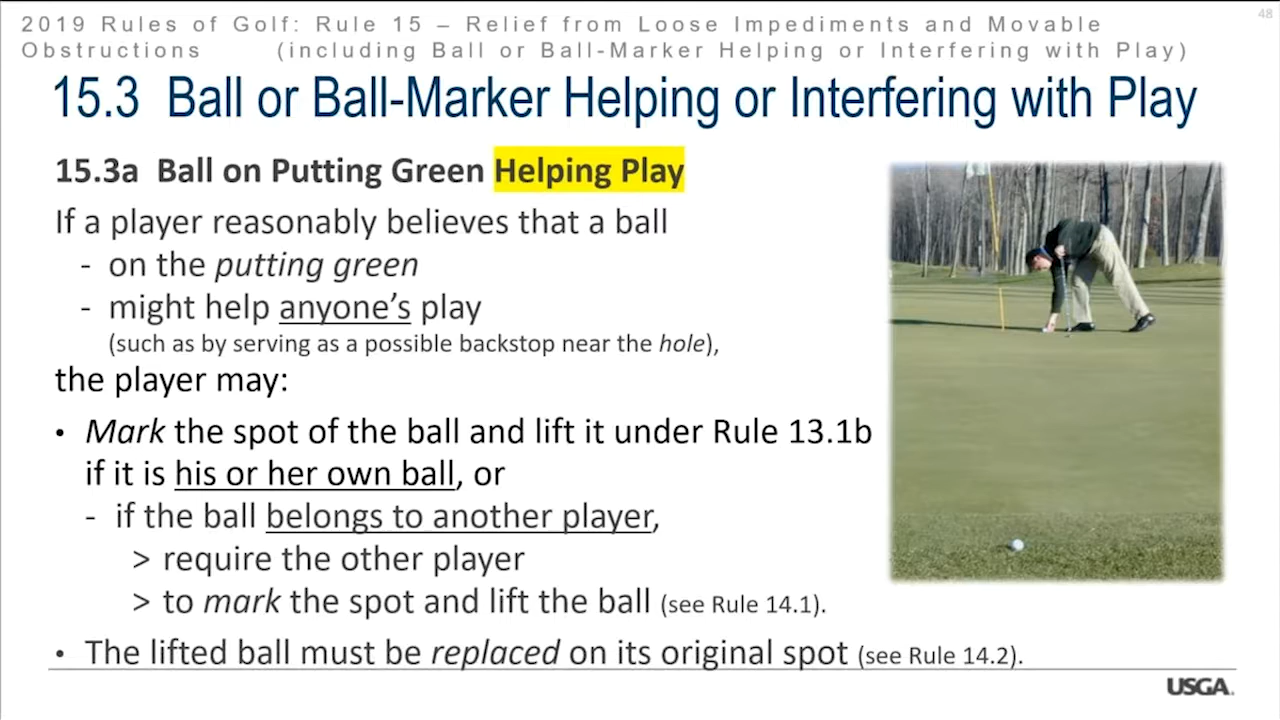 48
2019 Rules of Golf: Rule 15 – Relief from Loose Impediments and Movable
Obstructions (including Ball or Ball-Marker Helping or Interfering with Play)
15.3 Ball or Ball-Marker Helping or Interfering with Play
15.3a Ball on Putting Green Helping Play
If a player reasonably believes that a ball
- on the putting green
- might help anyone's play
(such as by serving as a possible backstop near the hole),
the player may:
• Mark the spot of the ball and lift it under Rule 13.1b
if it is his or her own ball, or
- if the ball belongs to another player,
> require the other player
> to mark the spot and lift the ball (see Rule 14.1).
• The lifted ball must be replaced on its original spot (see Rule 14.2).
USGA.